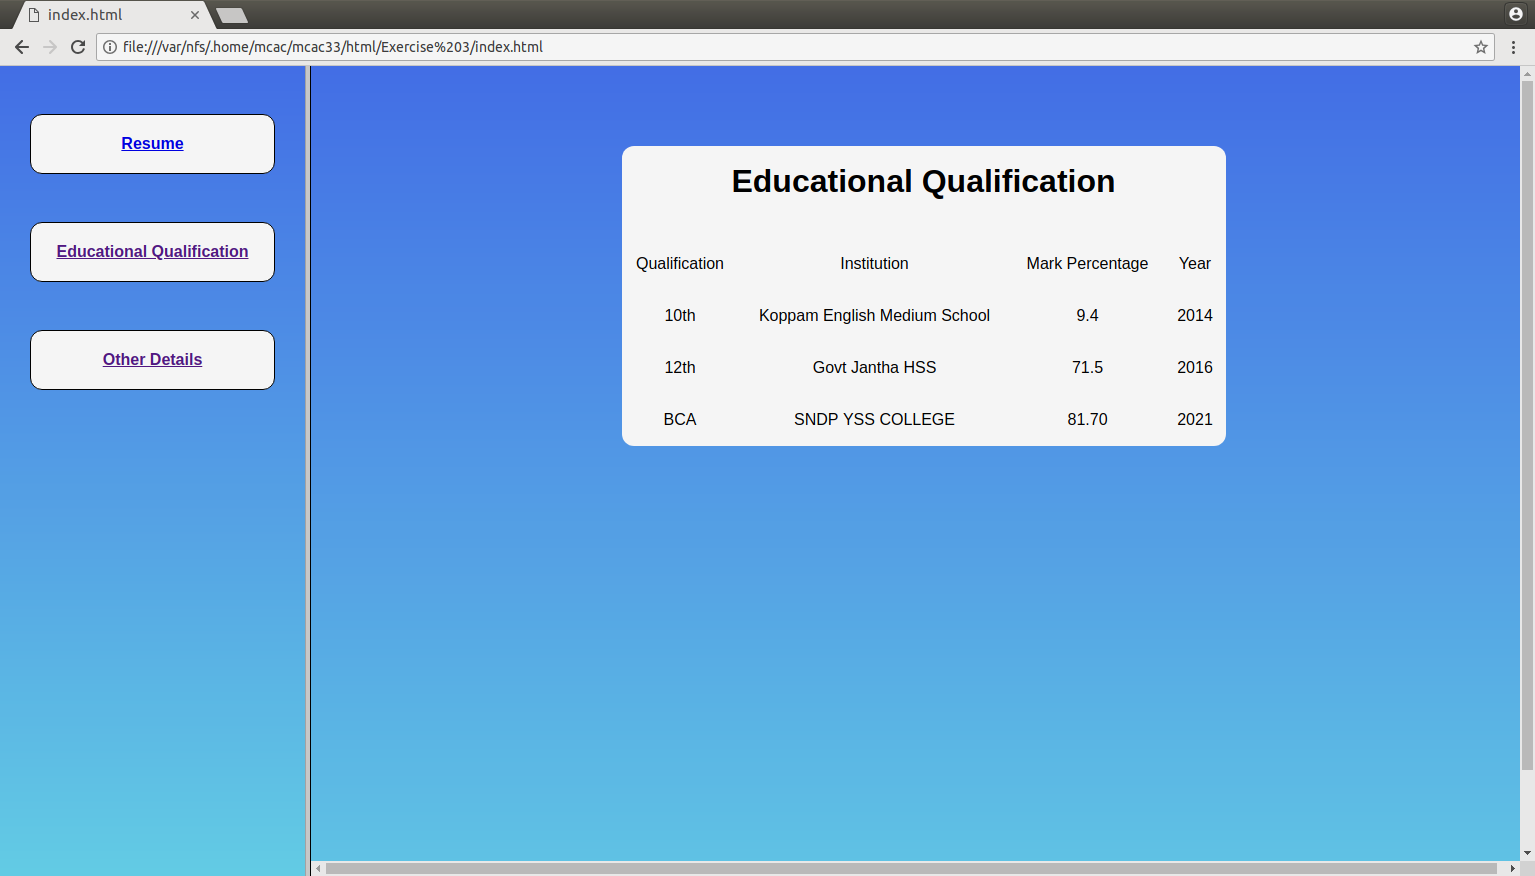 index.html
file:///var/nfs/.home/mcac/mcac33/html/Exercise%203/index.html
Resume
Educational Qualification
Other Details
Educational Qualification
Qualification Institution Mark Percentage Year
10th Koppam English Medium School 9.4 2014
12th Govt Jantha HSS 71.5 2016
BCA SNDP YSS COLLEGE 81.70 2021